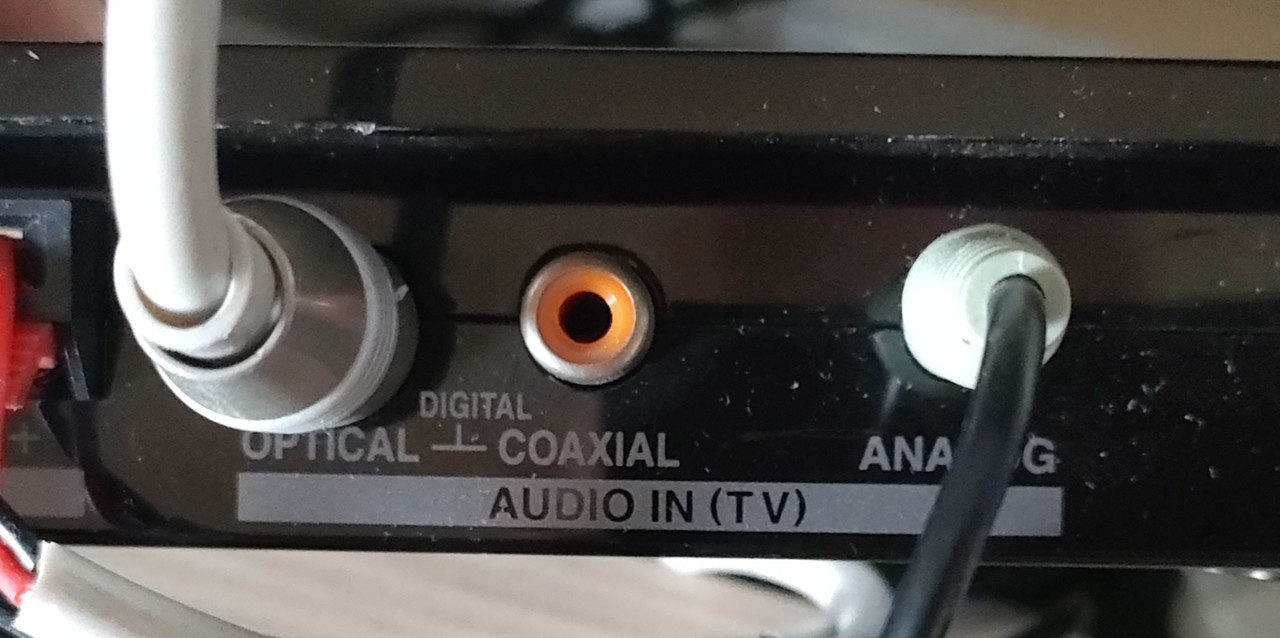 DIGITAL
OPTICAL COAXIAL
AUDIO IN (TV)
+